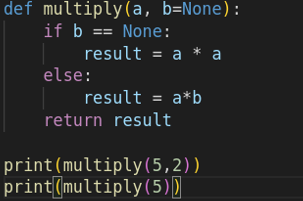 def multiply(a, b=None):
    if b == None:
        result = a * a
    else:
        result = a*b
    return result

print(multiply(5,2))
print(multiply(5))